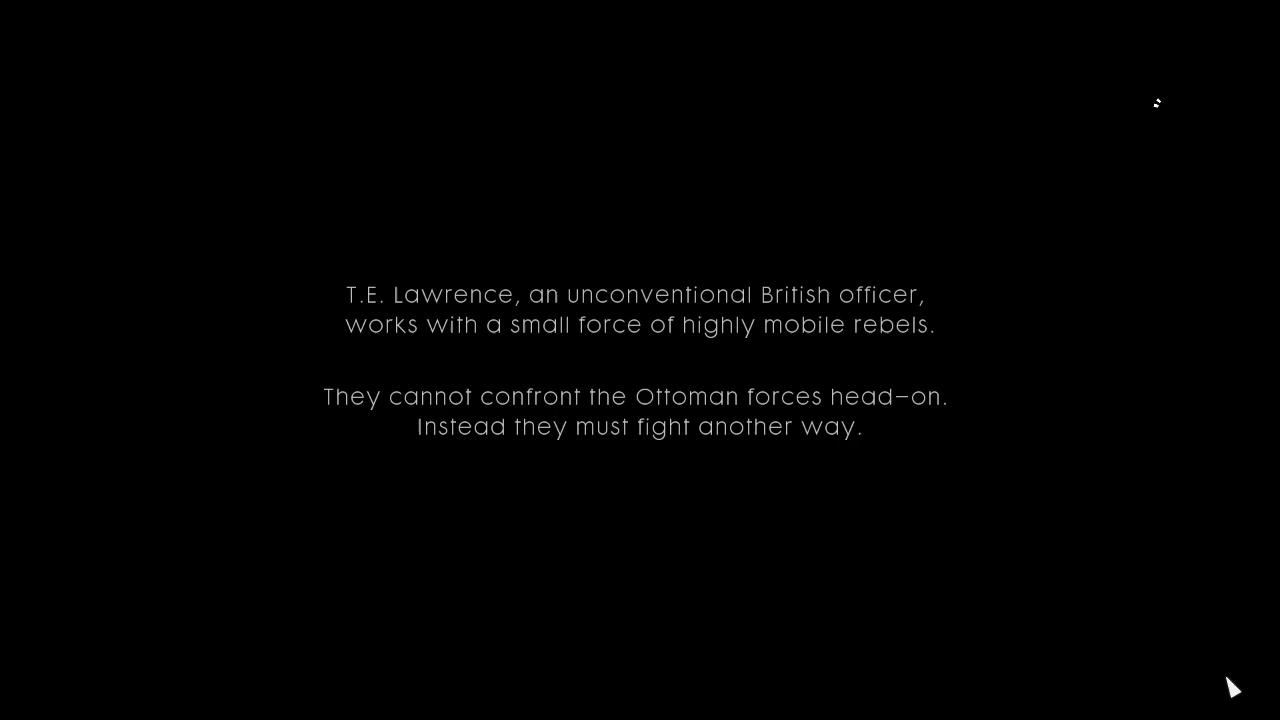 T.E. Lawrence, an unconventional British officer,
works with a small force of highly mobile rebels.
They cannot confront the Ottoman forces head-on.
Instead they must fight another way.